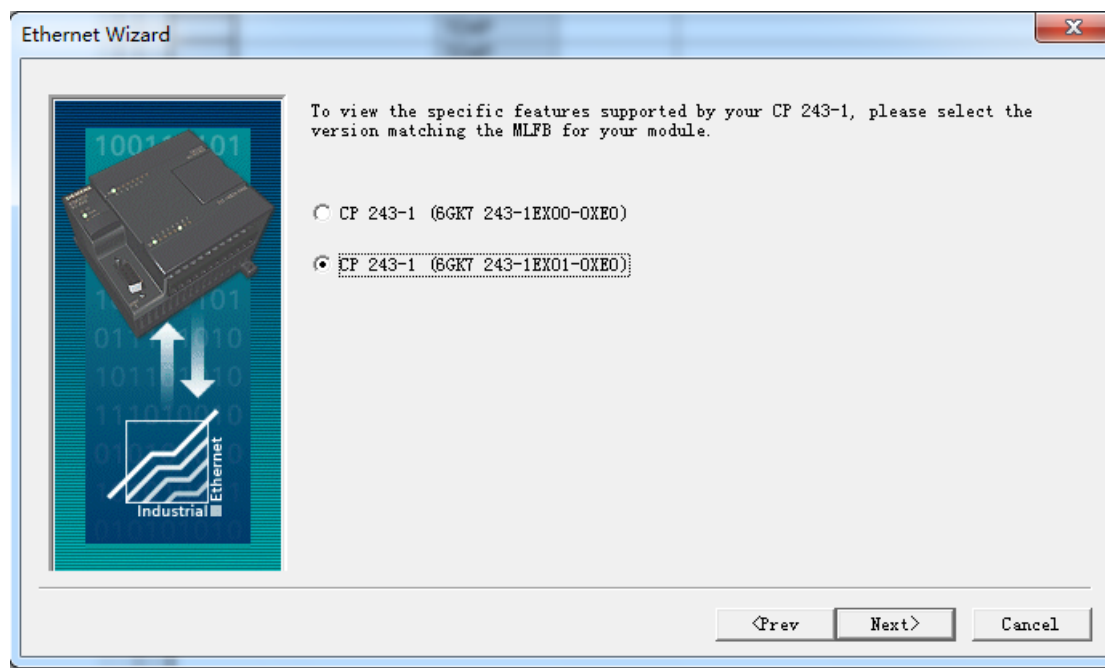 Ethernet Wizard
To view the specific features supported by your CP 243-1, please select the
version matching the MLFB for your module.
CP 243-1 (6GK7 243-1EX00-0XE0)
CP 243-1 (6GK7 243-1EX01-0XE0)
SIEMENS
Industrial
Ethernet
<Prev
Next>
Cancel